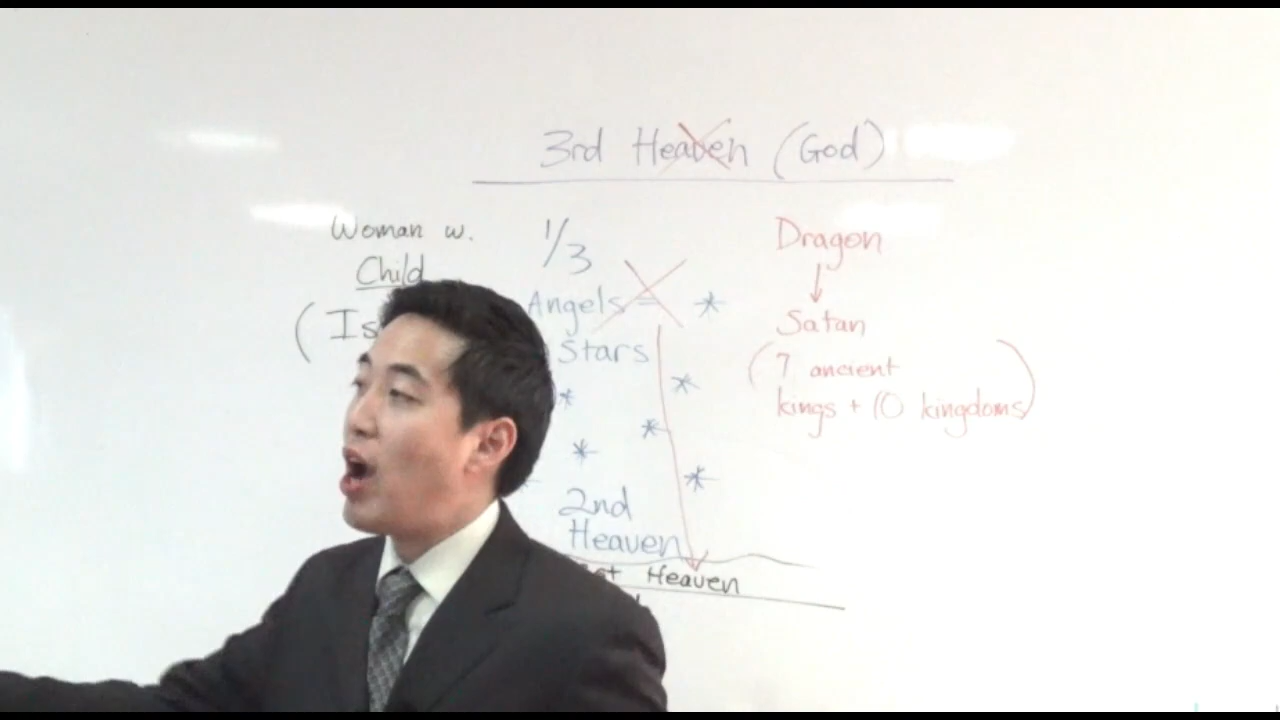 3rd Heaven (God)
Woman w.
Child
(Is
1/3
Angels =
Stars
2nd
Heaven
Heaven
Dragon
↓
Satan
(7 ancient
kings + 10 kingdoms)